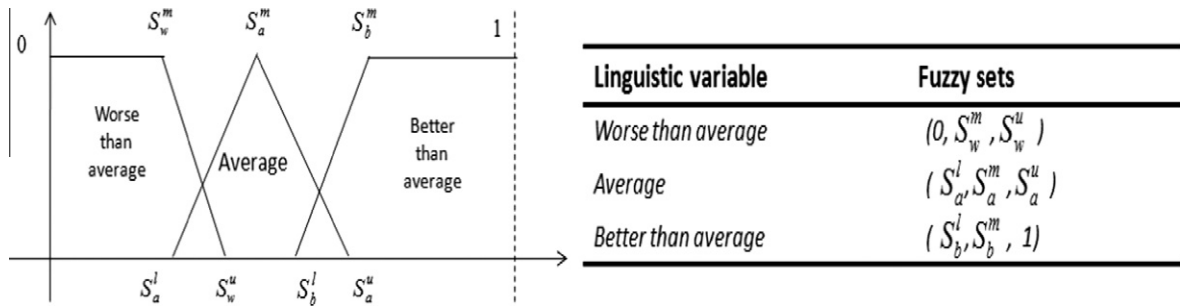 0 S_w^m S_a^m S_b^m 1
Worse
than
average
Average
Better
than
average
S_a^l S_w^u S_b^l S_a^u
Linguistic variable Fuzzy sets
Worse than average (0, S_w^m , S_w^u )
Average ( S_a^l, S_a^m , S_a^u )
Better than average ( S_b^l, S_b^m , 1)